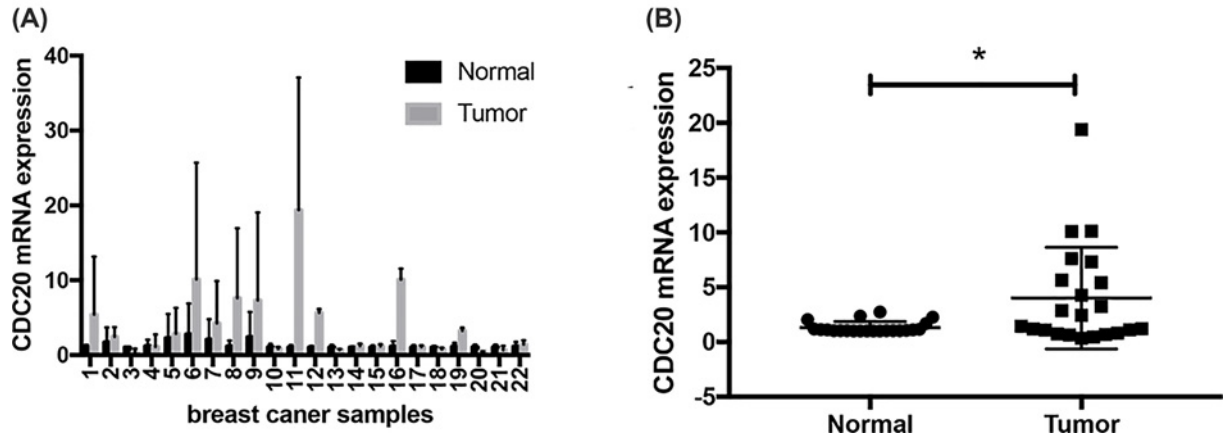 (A)
CDC20 mRNA expression
40
30
20
10
0
Normal
Tumor
1 2 3 4 5 6 7 8 9 10 11 12 13 14 15 16 17 18 19 20 21 22
breast caner samples
(B)
CDC20 mRNA expression
25
20
15
10
5
0
-5
*
Normal Tumor